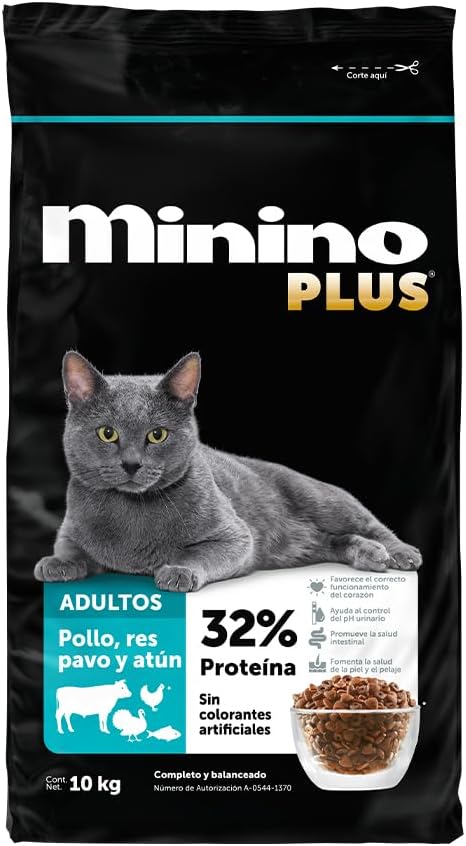 Corte aquí
minino
PLUS®
ADULTOS
Pollo, res
pavo y atún
32%
Proteína
Sin
colorantes
artificiales
Favorece el correcto
funcionamiento
del corazón
Ayuda al control
del pH urinario
Promueve la salud
intestinal
Fomenta la salud
de la piel y el pelaje
Cont.
Net. 10 kg
Completo y balanceado
Número de Autorización A-0544-1370